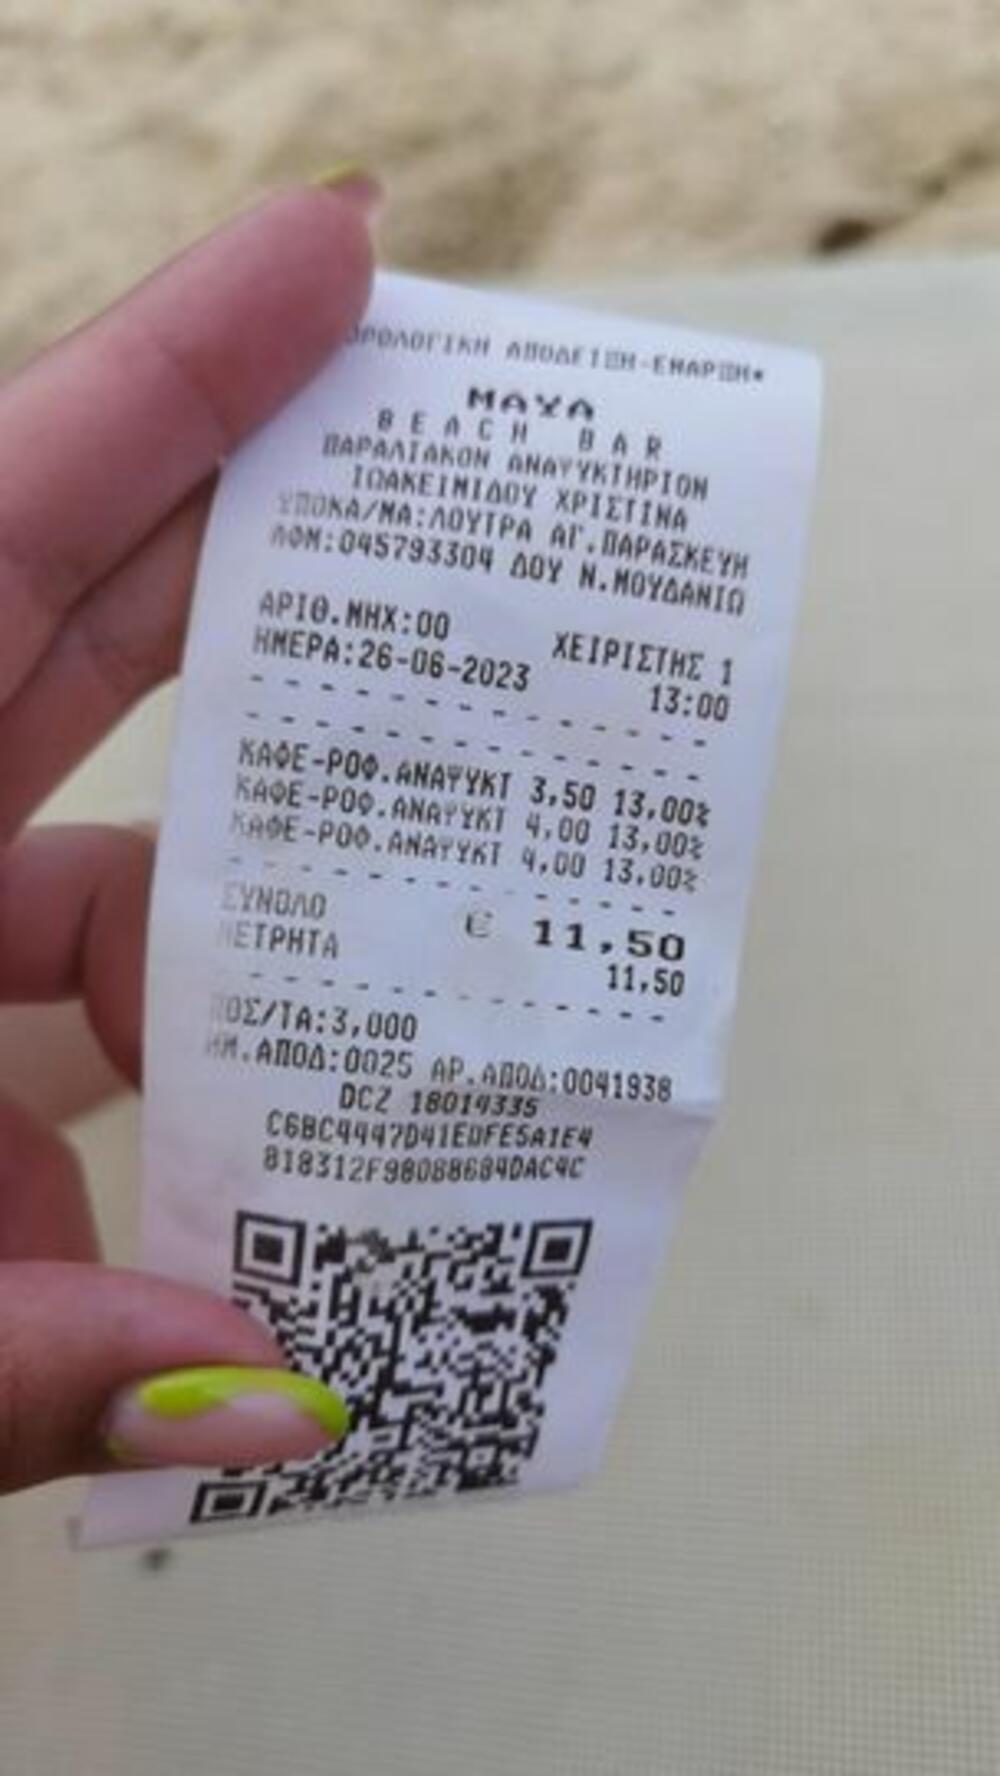 ΟΡΟΛΟΓΙΚΗ ΑΠΟΔΕΙΞΗ-ΕΝΑΡΞΗ*
MAYA
BEACH BAR
ΠΑΡΑΛΙΑΚΟΝ ΑΝΑΨΥΚΤΗΡΙΟΝ
ΙΩΑΚΕΙΜΙΔΟΥ ΧΡΙΣΤΙΝΑ
ΥΠΟΚΑ/ΜΑ:ΛΟΥΤΡΑ ΑΓ.ΠΑΡΑΣΚΕΥΗ
ΑΦΜ:045793304 ΔΟΥ Ν.ΜΟΥΔΑΝΙΩ
ΑΡΙΘ.ΜΗΧ:00 ΧΕΙΡΙΣΤΗΣ 1
ΗΜΕΡΑ:26-06-2023 13:00
ΚΑΦΕ-ΡΟΦ.ΑΝΑΨΥΚΤ 3,50 13,00%
ΚΑΦΕ-ΡΟΦ.ΑΝΑΨΥΚΤ 4,00 13,00%
ΚΑΦΕ-ΡΟΦ.ΑΝΑΨΥΚΤ 4,00 13,00%
ΣΥΝΟΛΟ € 11,50
ΜΕΤΡΗΤΑ 11,50
ΠΟΣ/ΤΑ:3,000
ΗΜ.ΑΠΟΔ:0025 ΑΡ.ΑΠΟΔ:0041938
DCZ 18014335
C6BC4447D41EDFE5A1E4
818312F98088684DAC4C